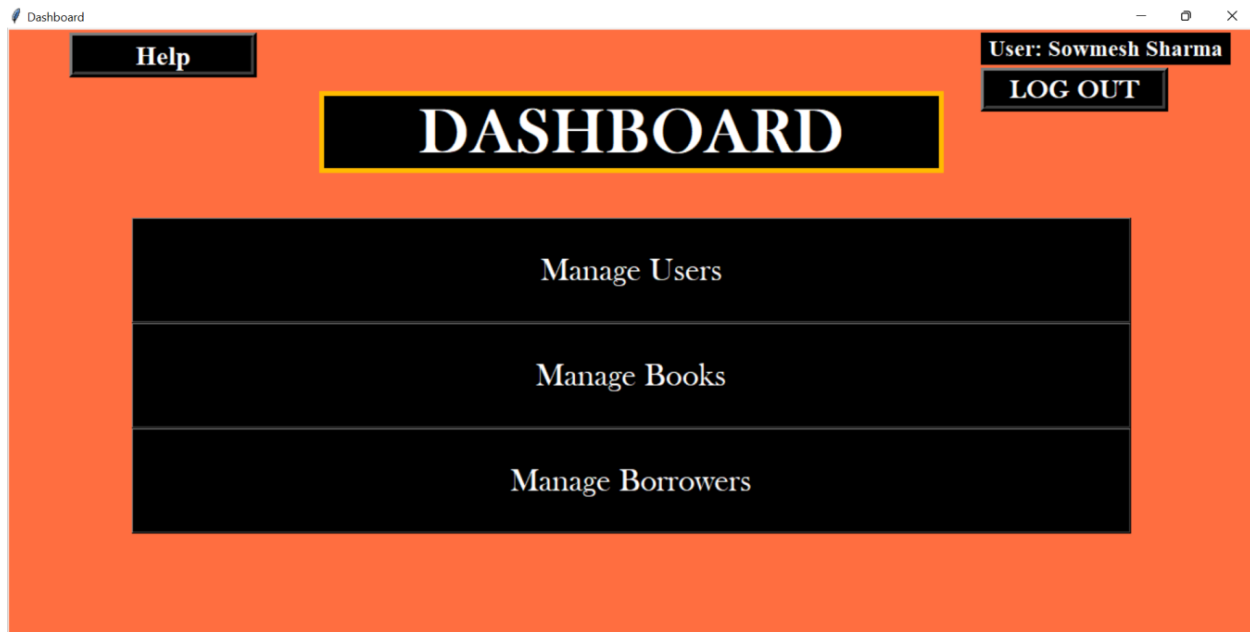 Dashboard
Help
User: Sowmesh Sharma
LOG OUT
DASHBOARD
Manage Users
Manage Books
Manage Borrowers